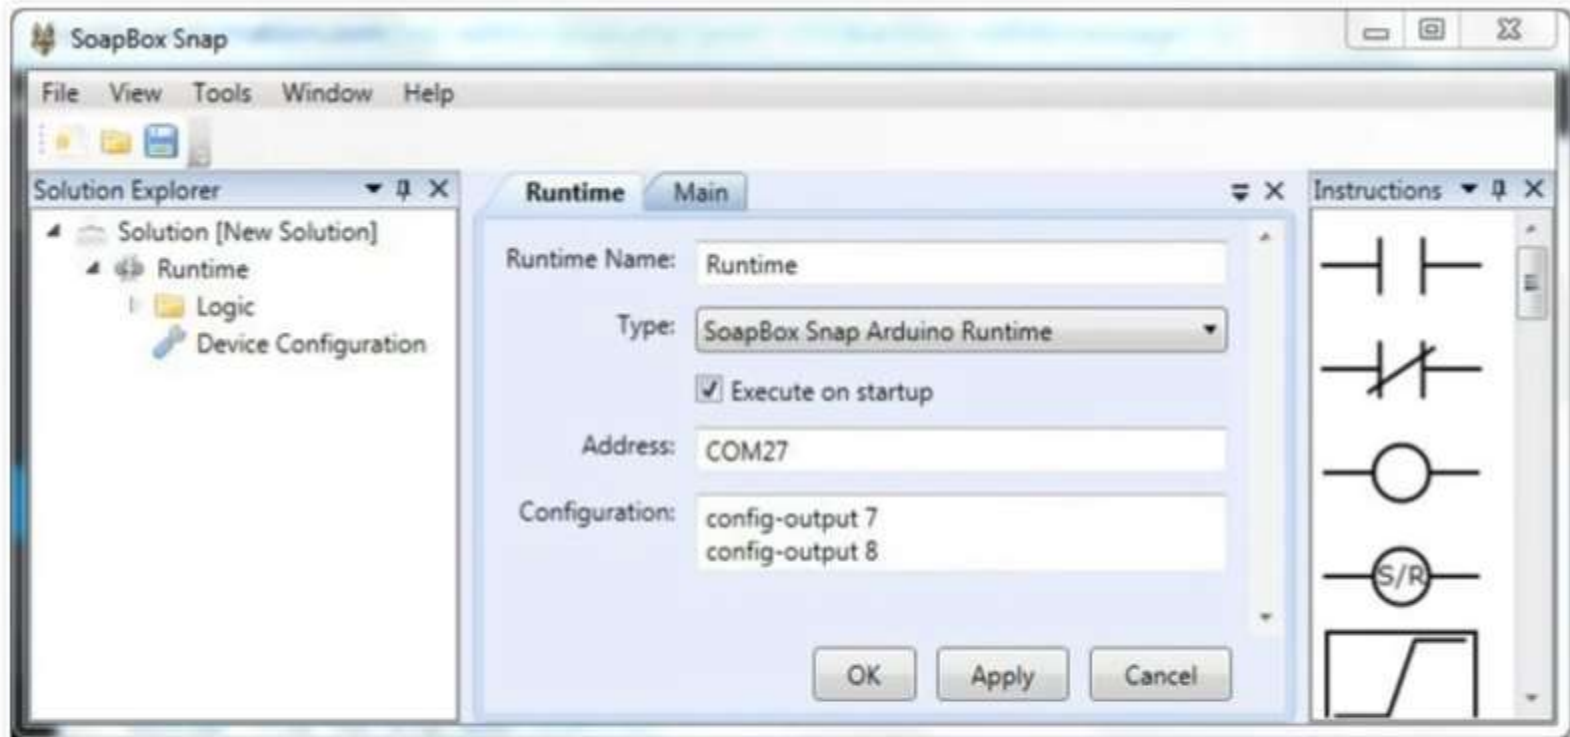 SoapBox Snap
File View Tools Window Help
Solution Explorer
Solution [New Solution]
Runtime
Logic
Device Configuration
Runtime Main
Runtime Name: Runtime
Type: SoapBox Snap Arduino Runtime
Execute on startup
Address: COM27
Configuration: config-output 7
config-output 8
OK Apply Cancel
Instructions
S/R